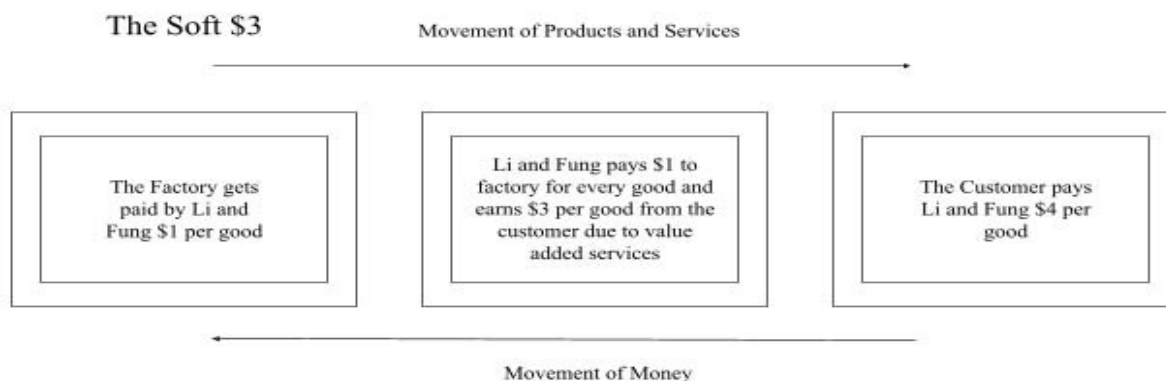 The Soft $3
Movement of Products and Services
The Factory gets
paid by Li and
Fung $1 per good
Li and Fung pays $1 to
factory for every good and
earns $3 per good from the
customer due to value
added services
The Customer pays
Li and Fung $4 per
good
Movement of Money